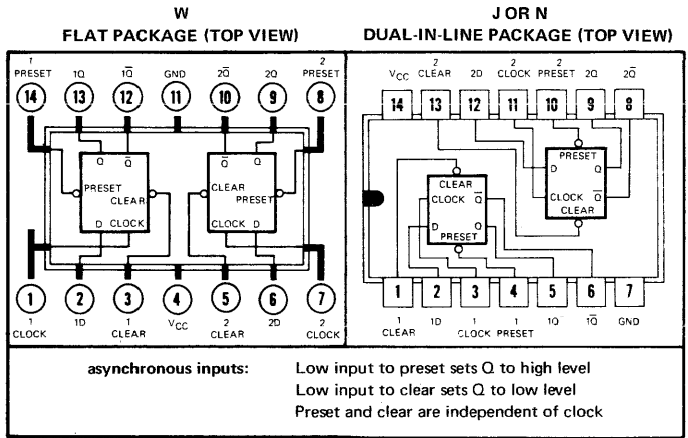 W
FLAT PACKAGE (TOP VIEW)
J OR N
DUAL-IN-LINE PACKAGE (TOP VIEW)
1 PRESET 1Q 1Q̅ GND 2Q̅ 2Q 2 PRESET
14 13 12 11 10 9 8
Q Q̅ Q̅ Q
PRESET CLEAR CLEAR PRESET
D CLOCK CLOCK D
1 2 3 4 5 6 7
1 CLOCK 1D 1 CLEAR VCC 2 CLEAR 2D 2 CLOCK
VCC 2 CLEAR 2D 2 CLOCK 2 PRESET 2Q 2Q̅
14 13 12 11 10 9 8
PRESET
D Q
CLOCK Q̅
CLEAR
CLEAR
CLOCK Q̅
D Q
PRESET
1 2 3 4 5 6 7
1 CLEAR 1D 1 CLOCK 1 PRESET 1Q 1Q̅ GND
asynchronous inputs: Low input to preset sets Q to high level
Low input to clear sets Q to low level
Preset and clear are independent of clock